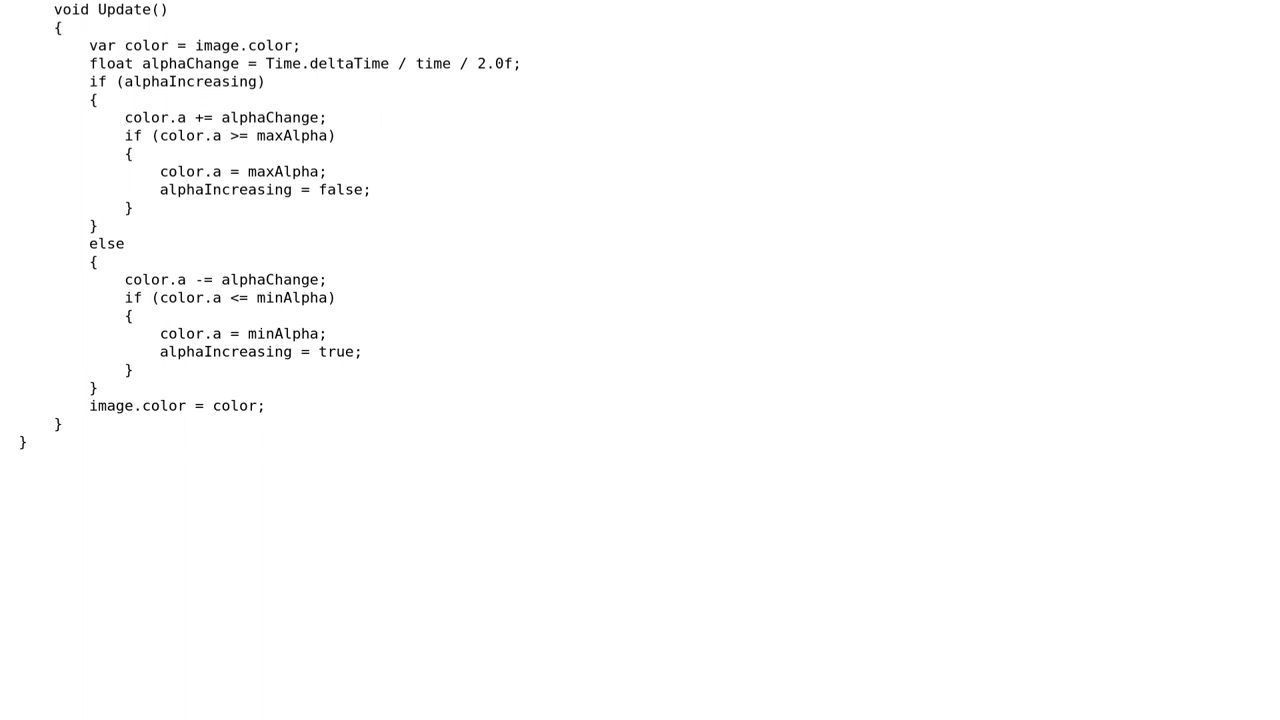 void Update()
{
var color = image.color;
float alphaChange = Time.deltaTime / time / 2.0f;
if (alphaIncreasing)
{
color.a += alphaChange;
if (color.a >= maxAlpha)
{
color.a = maxAlpha;
alphaIncreasing = false;
}
}
else
{
color.a -= alphaChange;
if (color.a <= minAlpha)
{
color.a = minAlpha;
alphaIncreasing = true;
}
}
image.color = color;
}
}